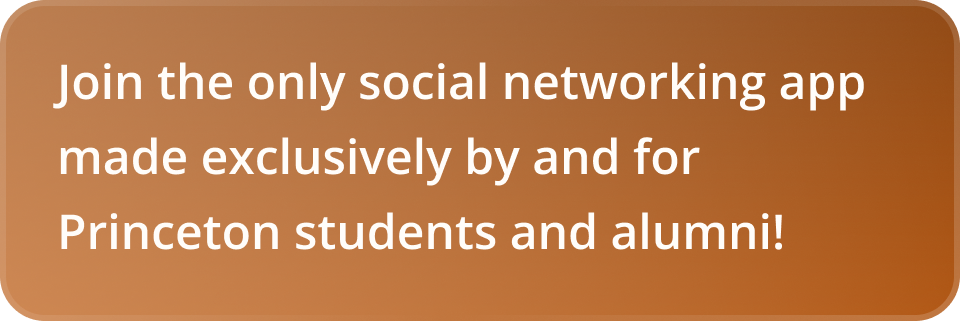 Join the only social networking app
made exclusively by and for
Princeton students and alumni!